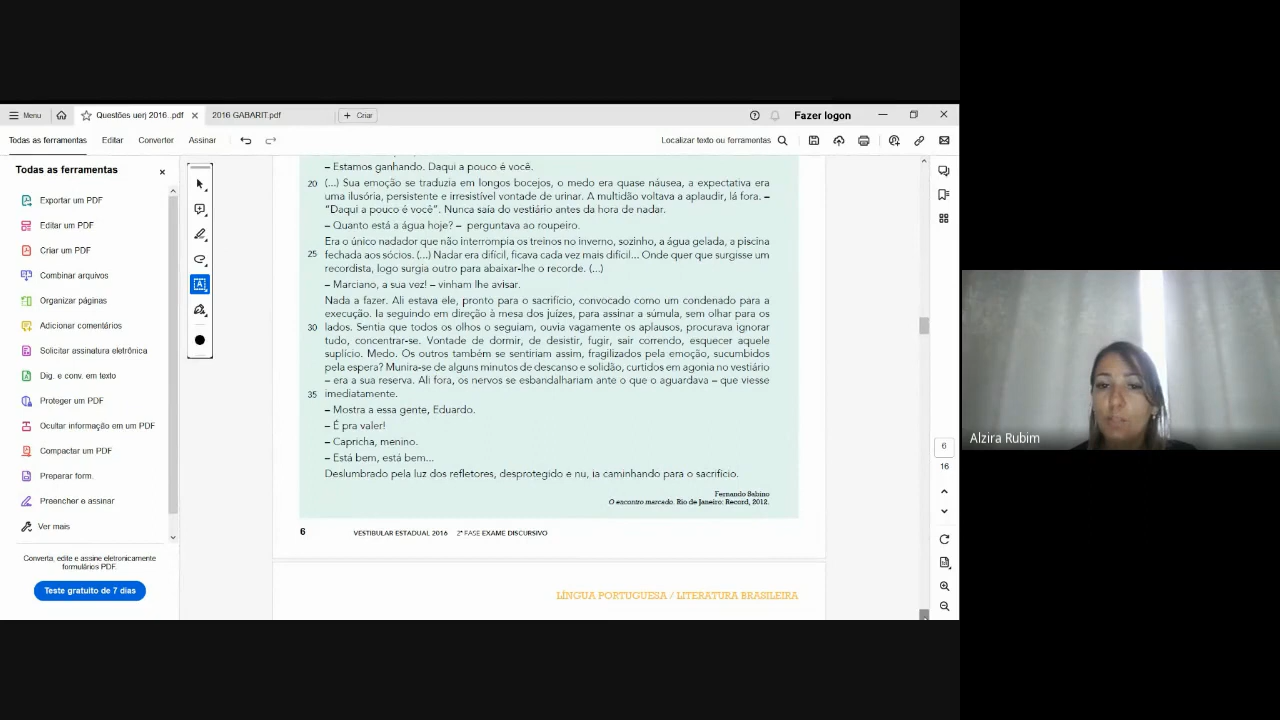 Menu
Questões uerj 2016..pdf
2016 GABARIT.pdf
Criar
Fazer logon
Todas as ferramentas
Editar
Converter
Assinar
Localizar texto ou ferramentas
Todas as ferramentas
Exportar um PDF
Editar um PDF
Criar um PDF
Combinar arquivos
Organizar páginas
Adicionar comentários
Solicitar assinatura eletrônica
Dig. e conv. em texto
Proteger um PDF
Ocultar informação em um PDF
Compactar um PDF
Preparar form.
Preencher e assinar
Ver mais
Converta, edite e assine eletronicamente
formulários PDF.
Teste gratuito de 7 dias
– Estamos ganhando. Daqui a pouco é você.
20 (...) Sua emoção se traduzia em longos bocejos, o medo era quase náusea, a expectativa era
uma ilusória, persistente e irresistível vontade de urinar. A multidão voltava a aplaudir, lá fora. –
“Daqui a pouco é você”. Nunca saía do vestiário antes da hora de nadar.
– Quanto está a água hoje? – perguntava ao roupeiro.
Era o único nadador que não interrompia os treinos no inverno, sozinho, a água gelada, a piscina
25 fechada aos sócios. (...) Nadar era difícil, ficava cada vez mais difícil... Onde quer que surgisse um
recordista, logo surgia outro para abaixar-lhe o recorde. (...)
– Marciano, a sua vez! – vinham lhe avisar.
Nada a fazer. Ali estava ele, pronto para o sacrifício, convocado como um condenado para a
execução. Ia seguindo em direção à mesa dos juízes, para assinar a súmula, sem olhar para os
30 lados. Sentia que todos os olhos o seguiam, ouvia vagamente os aplausos, procurava ignorar
tudo, concentrar-se. Vontade de dormir, de desistir, fugir, sair correndo, esquecer aquele
suplício. Medo. Os outros também se sentiriam assim, fragilizados pela emoção, sucumbidos
pela espera? Munira-se de alguns minutos de descanso e solidão, curtidos em agonia no vestiário
– era a sua reserva. Ali fora, os nervos se esbandalhariam ante o que o aguardava – que viesse
35 imediatamente.
– Mostra a essa gente, Eduardo.
– É pra valer!
– Capricha, menino.
– Está bem, está bem...
Deslumbrado pela luz dos refletores, desprotegido e nu, ia caminhando para o sacrifício.
Fernando Sabino
O encontro marcado. Rio de Janeiro: Record, 2012.
6 VESTIBULAR ESTADUAL 2016 2ª FASE EXAME DISCURSIVO
LÍNGUA PORTUGUESA / LITERATURA BRASILEIRA
6
16
Alzira Rubim